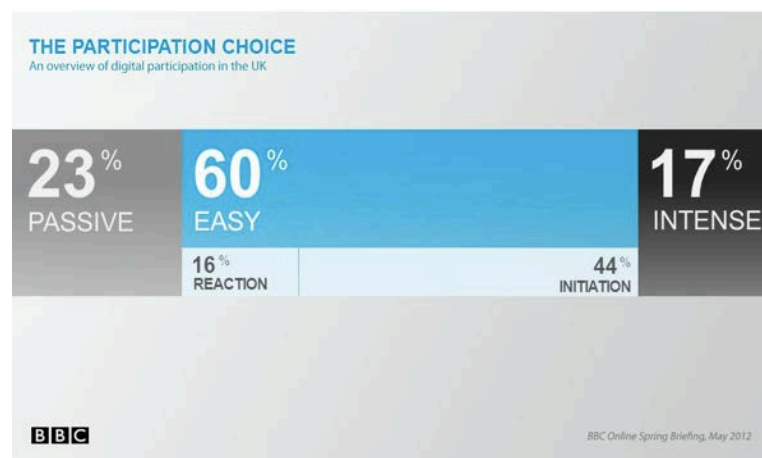 THE PARTICIPATION CHOICE
An overview of digital participation in the UK
23%
PASSIVE
60%
EASY
16%
REACTION
44%
INITIATION
17%
INTENSE
BBC
BBC Online Spring Briefing, May 2012